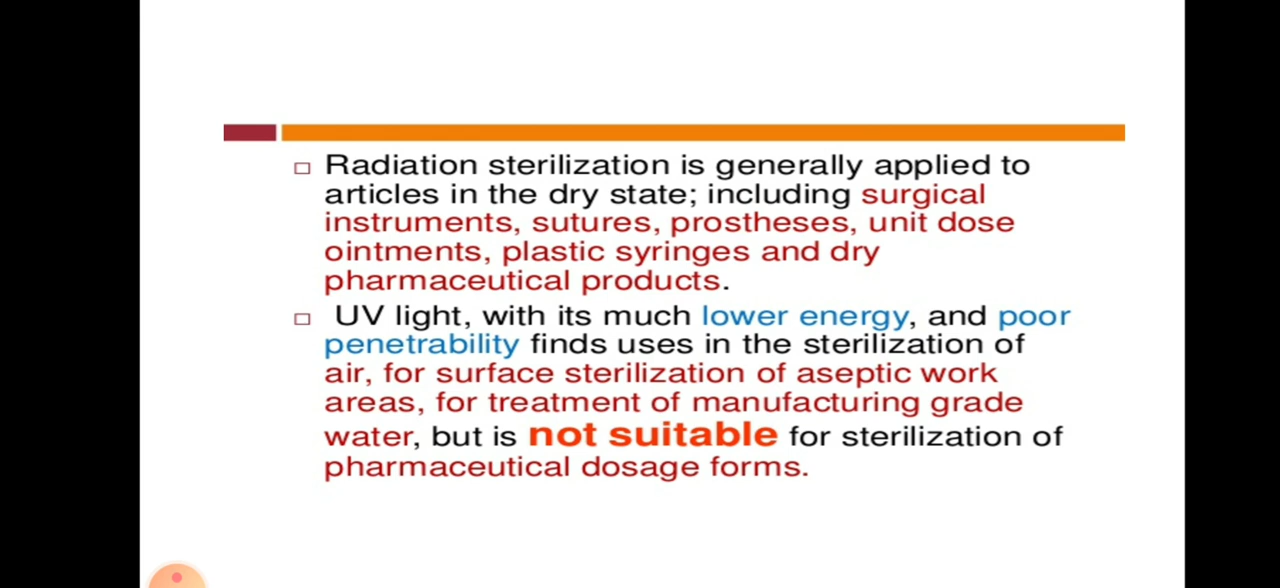 Radiation sterilization is generally applied to
articles in the dry state; including surgical
instruments, sutures, prostheses, unit dose
ointments, plastic syringes and dry
pharmaceutical products.
UV light, with its much lower energy, and poor
penetrability finds uses in the sterilization of
air, for surface sterilization of aseptic work
areas, for treatment of manufacturing grade
water, but is not suitable for sterilization of
pharmaceutical dosage forms.